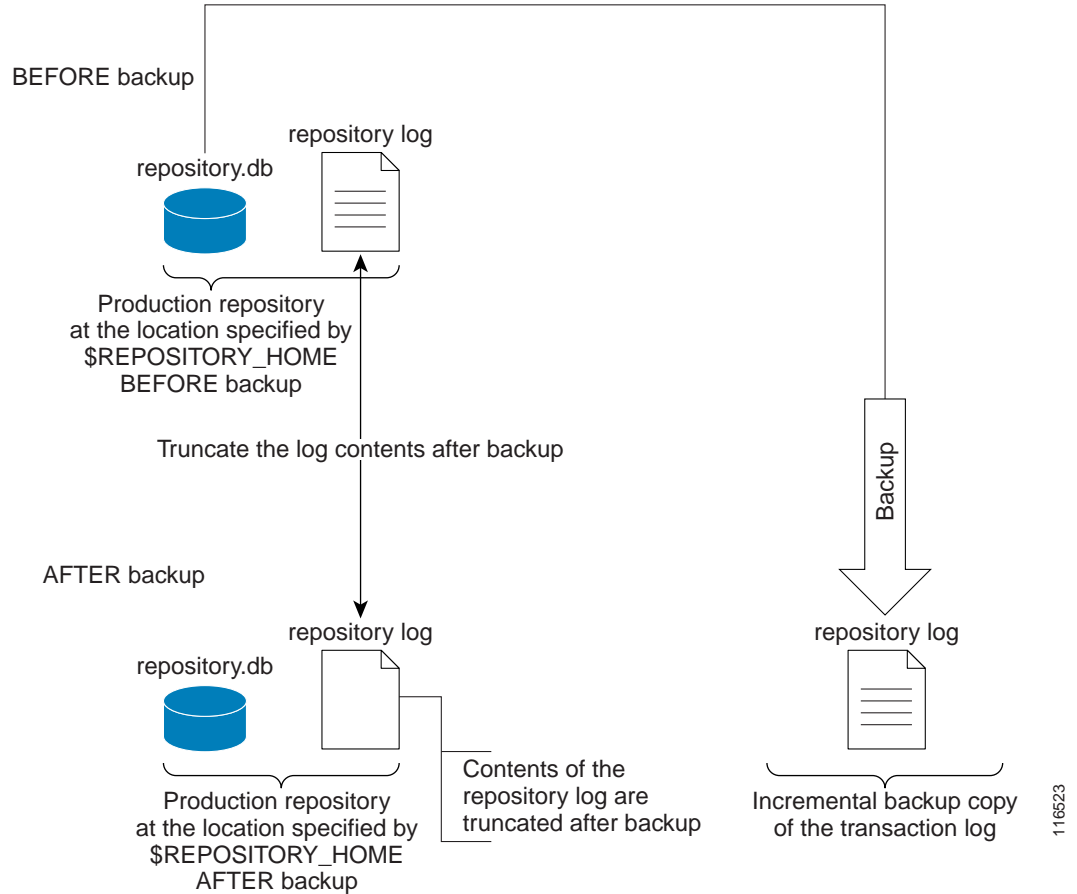 BEFORE backup
repository log
repository.db
Production repository
at the location specified by
$REPOSITORY_HOME
BEFORE backup
Truncate the log contents after backup
Backup
AFTER backup
repository log
repository.db
repository log
Contents of the
repository log are
truncated after backup
Production repository
at the location specified by
$REPOSITORY_HOME
AFTER backup
Incremental backup copy
of the transaction log
116523